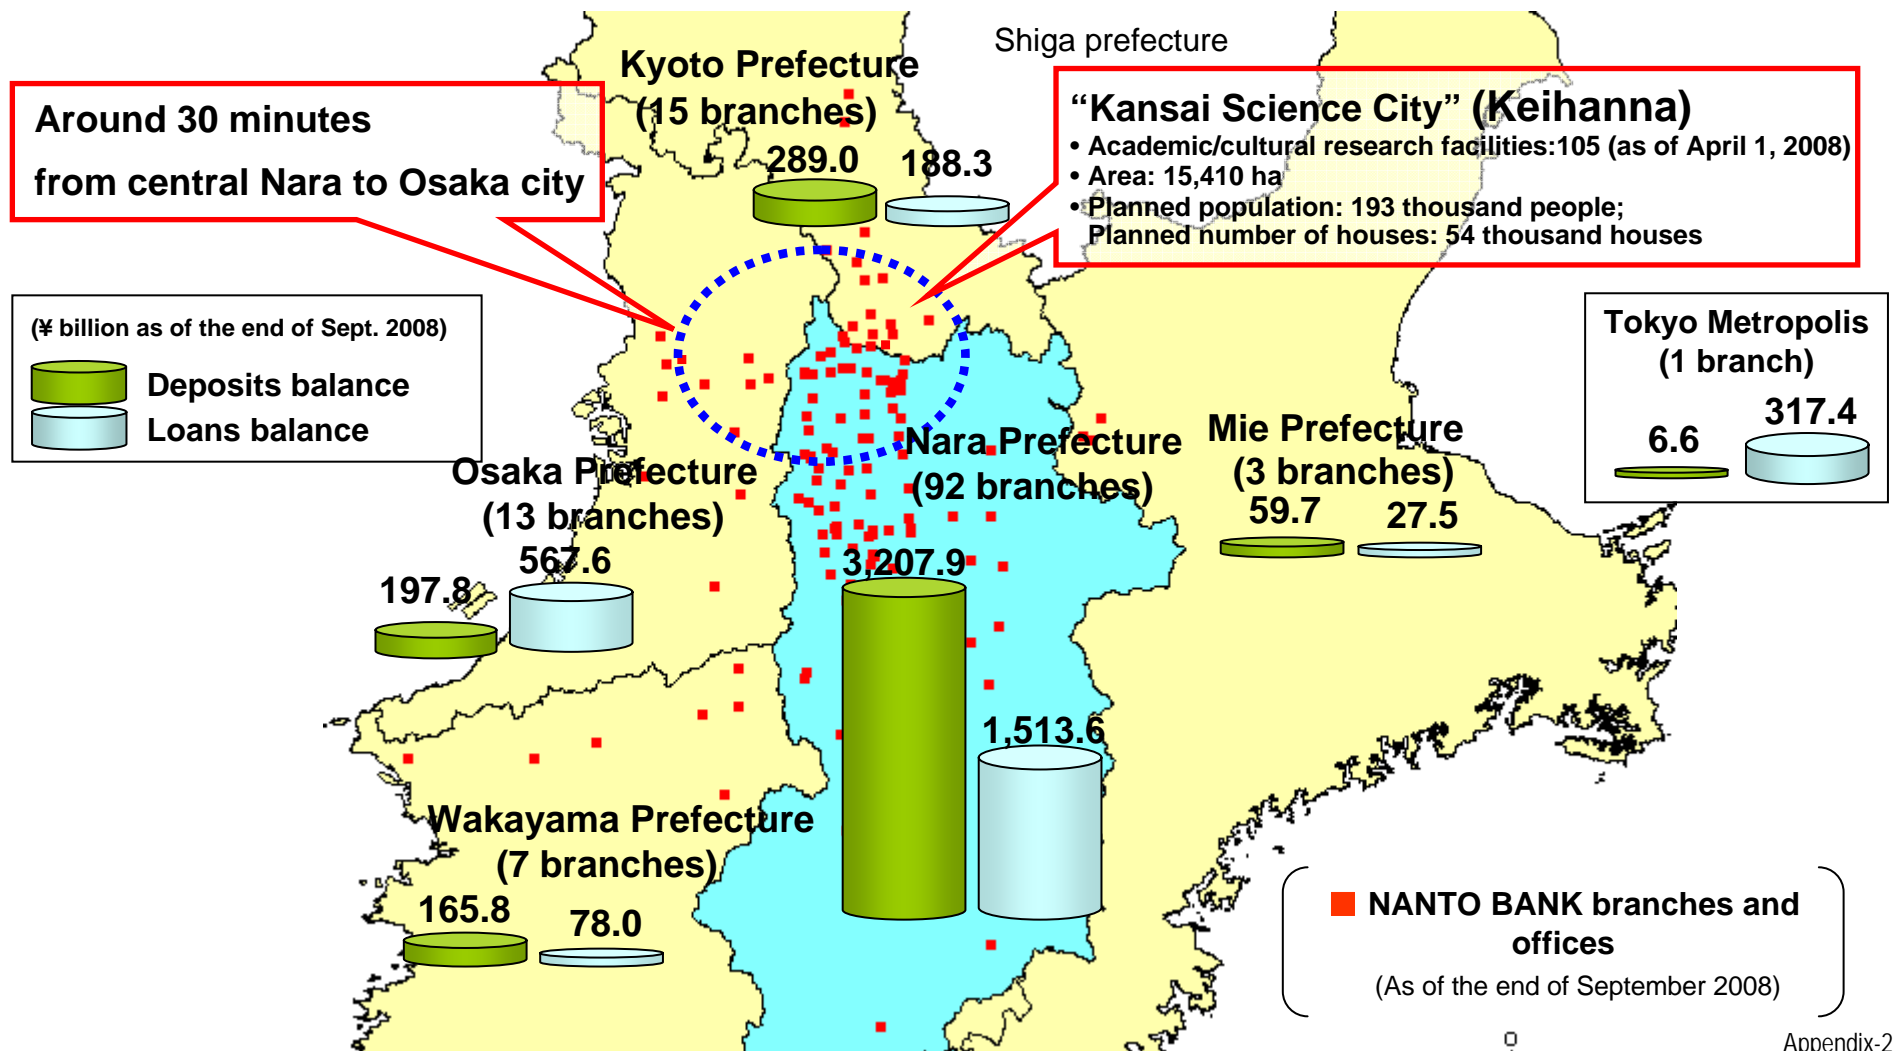 Shiga prefecture
Kyoto Prefecture
(15 branches)
289.0
188.3
Around 30 minutes
from central Nara to Osaka city
“Kansai Science City” (Keihanna)
• Academic/cultural research facilities:105 (as of April 1, 2008)
• Area: 15,410 ha
• Planned population: 193 thousand people;
Planned number of houses: 54 thousand houses
(¥ billion as of the end of Sept. 2008)
Deposits balance
Loans balance
Tokyo Metropolis
(1 branch)
6.6
317.4
Osaka Prefecture
(13 branches)
197.8
567.6
Nara Prefecture
(92 branches)
3,207.9
1,513.6
Mie Prefecture
(3 branches)
59.7
27.5
Wakayama Prefecture
(7 branches)
165.8
78.0
NANTO BANK branches and
offices
(As of the end of September 2008)
Appendix-2